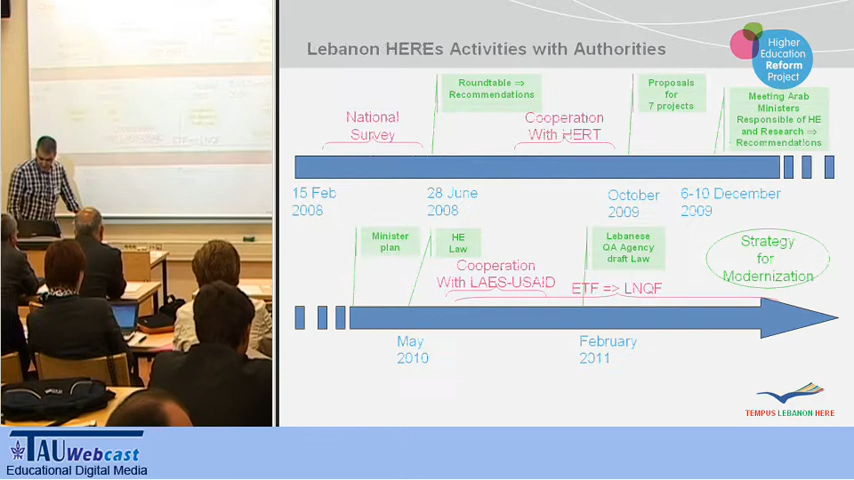 Lebanon HEREs Activities with Authorities
Higher
Education
Reform
Project
Roundtable ⇒
Recommendations
Proposals
for
7 projects
Meeting Arab
Ministers
Responsible of HE
and Research ⇒
Recommendations
National
Survey
Cooperation
With HERT
15 Feb
2008
28 June
2008
October
2009
6-10 December
2009
Minister
plan
HE
Law
Lebanese
QA Agency
draft Law
Strategy
for
Modernization
Cooperation
With LAES-USAID
ETF => LNQF
May
2010
February
2011
TEMPUS LEBANON HERE
TAU Webcast
Educational Digital Media